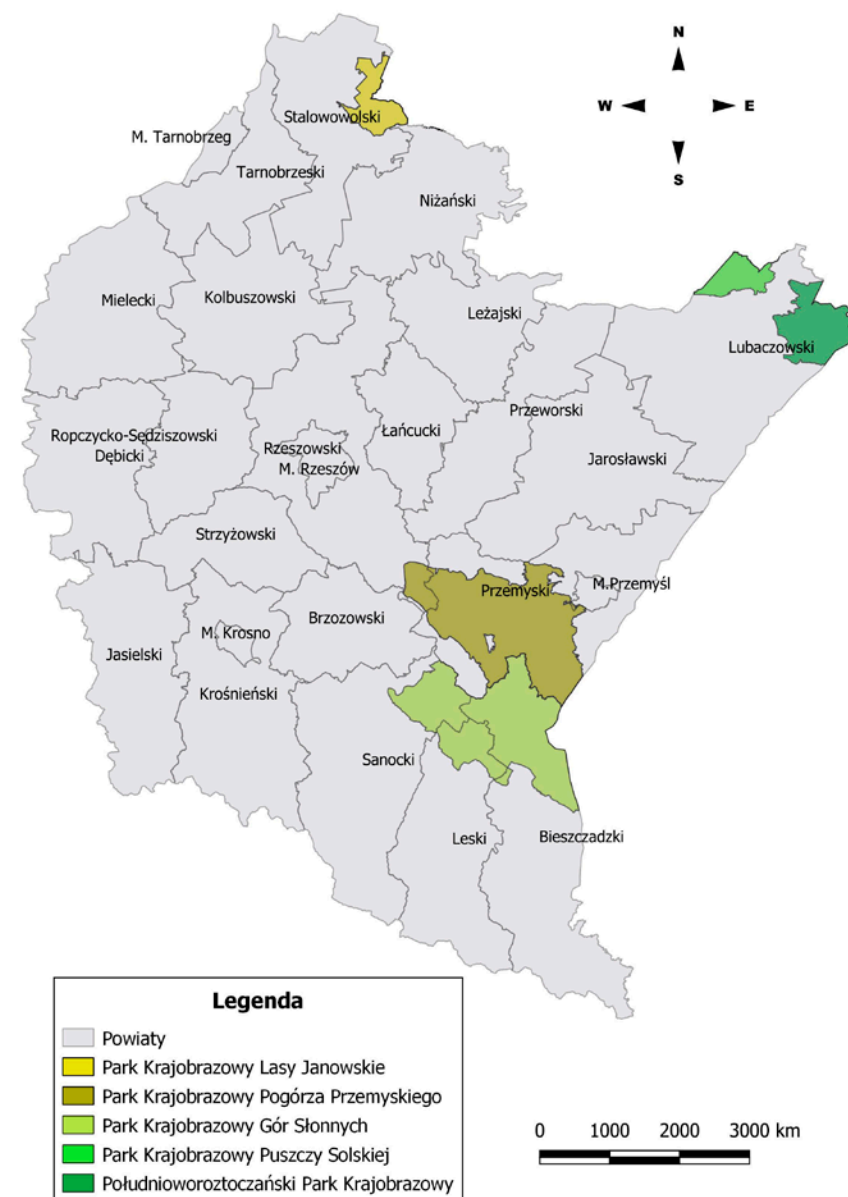 N
W E
S
Stalowowolski
M. Tarnobrzeg
Tarnobrzeski
Niżański
Mielecki
Kolbuszowski
Leżajski
Lubaczowski
Przeworski
Ropczycko-Sędziszowski
Dębicki
Rzeszowski
M. Rzeszów
Łańcucki
Jarosławski
Strzyżowski
Przemyski
M.Przemyśl
Brzozowski
M. Krosno
Jasielski
Krośnieński
Sanocki
Leski
Bieszczadzki
Legenda
Powiaty
Park Krajobrazowy Lasy Janowskie
Park Krajobrazowy Pogórza Przemyskiego
Park Krajobrazowy Gór Słonnych
Park Krajobrazowy Puszczy Solskiej
Południoworoztoczański Park Krajobrazowy
0 1000 2000 3000 km